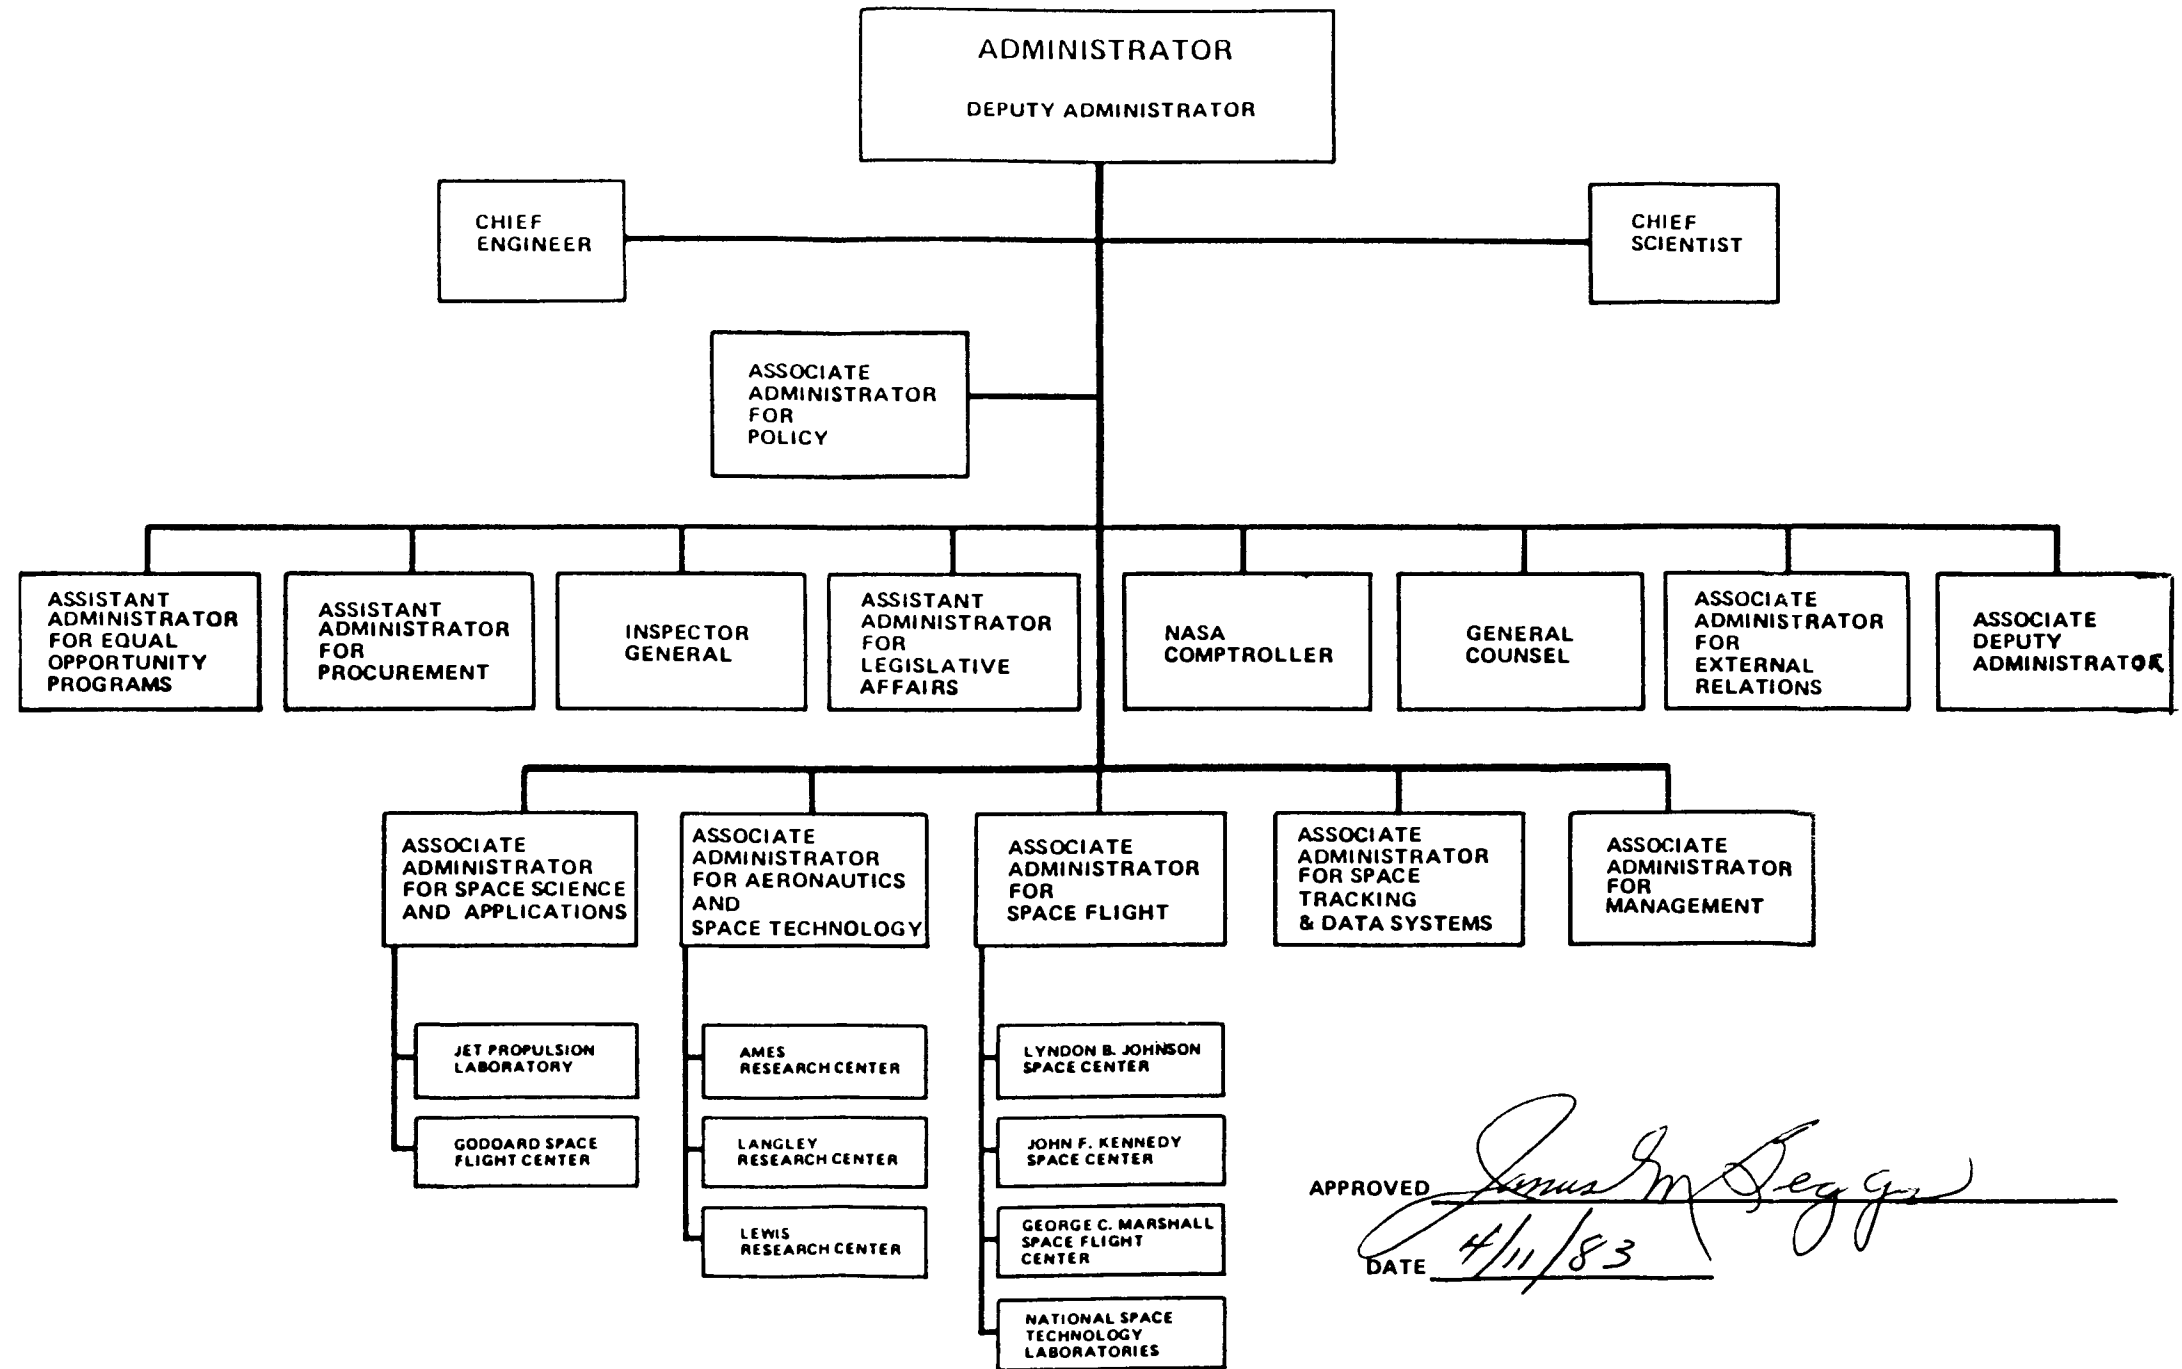 ADMINISTRATOR
DEPUTY ADMINISTRATOR
CHIEF
ENGINEER
CHIEF
SCIENTIST
ASSOCIATE
ADMINISTRATOR
FOR
POLICY
ASSISTANT
ADMINISTRATOR
FOR EQUAL
OPPORTUNITY
PROGRAMS
ASSISTANT
ADMINISTRATOR
FOR
PROCUREMENT
INSPECTOR
GENERAL
ASSISTANT
ADMINISTRATOR
FOR
LEGISLATIVE
AFFAIRS
NASA
COMPTROLLER
GENERAL
COUNSEL
ASSOCIATE
ADMINISTRATOR
FOR
EXTERNAL
RELATIONS
ASSOCIATE
DEPUTY
ADMINISTRATOR
ASSOCIATE
ADMINISTRATOR
FOR SPACE SCIENCE
AND APPLICATIONS
ASSOCIATE
ADMINISTRATOR
FOR AERONAUTICS
AND
SPACE TECHNOLOGY
ASSOCIATE
ADMINISTRATOR
FOR
SPACE FLIGHT
ASSOCIATE
ADMINISTRATOR
FOR SPACE
TRACKING
& DATA SYSTEMS
ASSOCIATE
ADMINISTRATOR
FOR
MANAGEMENT
JET PROPULSION
LABORATORY
GODDARD SPACE
FLIGHT CENTER
AMES
RESEARCH CENTER
LANGLEY
RESEARCH CENTER
LEWIS
RESEARCH CENTER
LYNDON B. JOHNSON
SPACE CENTER
JOHN F. KENNEDY
SPACE CENTER
GEORGE C. MARSHALL
SPACE FLIGHT
CENTER
NATIONAL SPACE
TECHNOLOGY
LABORATORIES
APPROVED James M Beggs
DATE 4/11/83